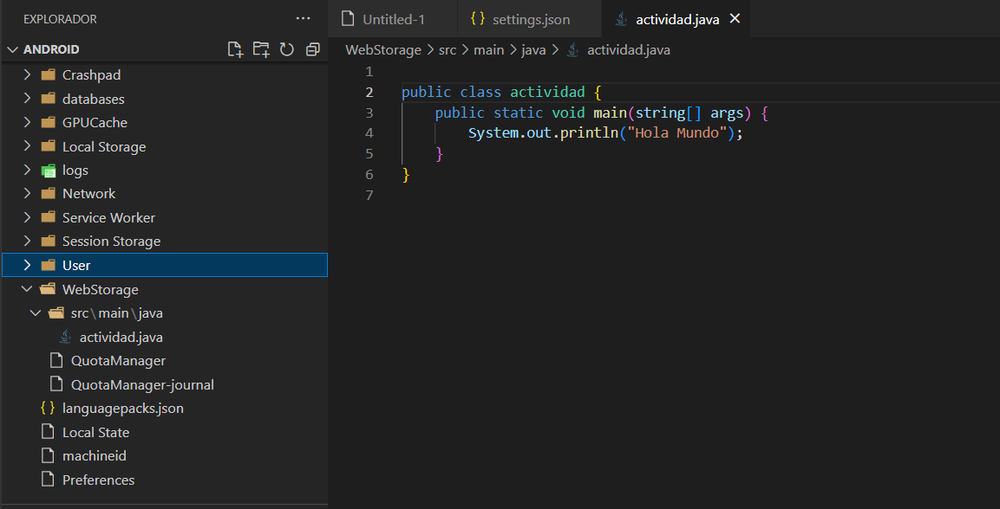 EXPLORADOR
ANDROID
Crashpad
databases
GPUCache
Local Storage
logs
Network
Service Worker
Session Storage
User
WebStorage
src\main\java
actividad.java
QuotaManager
QuotaManager-journal
{} languagepacks.json
Local State
machineid
Preferences
Untitled-1 {} settings.json actividad.java ×
WebStorage > src > main > java > actividad.java
1
2 public class actividad {
3 public static void main(string[] args) {
4 System.out.println("Hola Mundo");
5 }
6 }
7